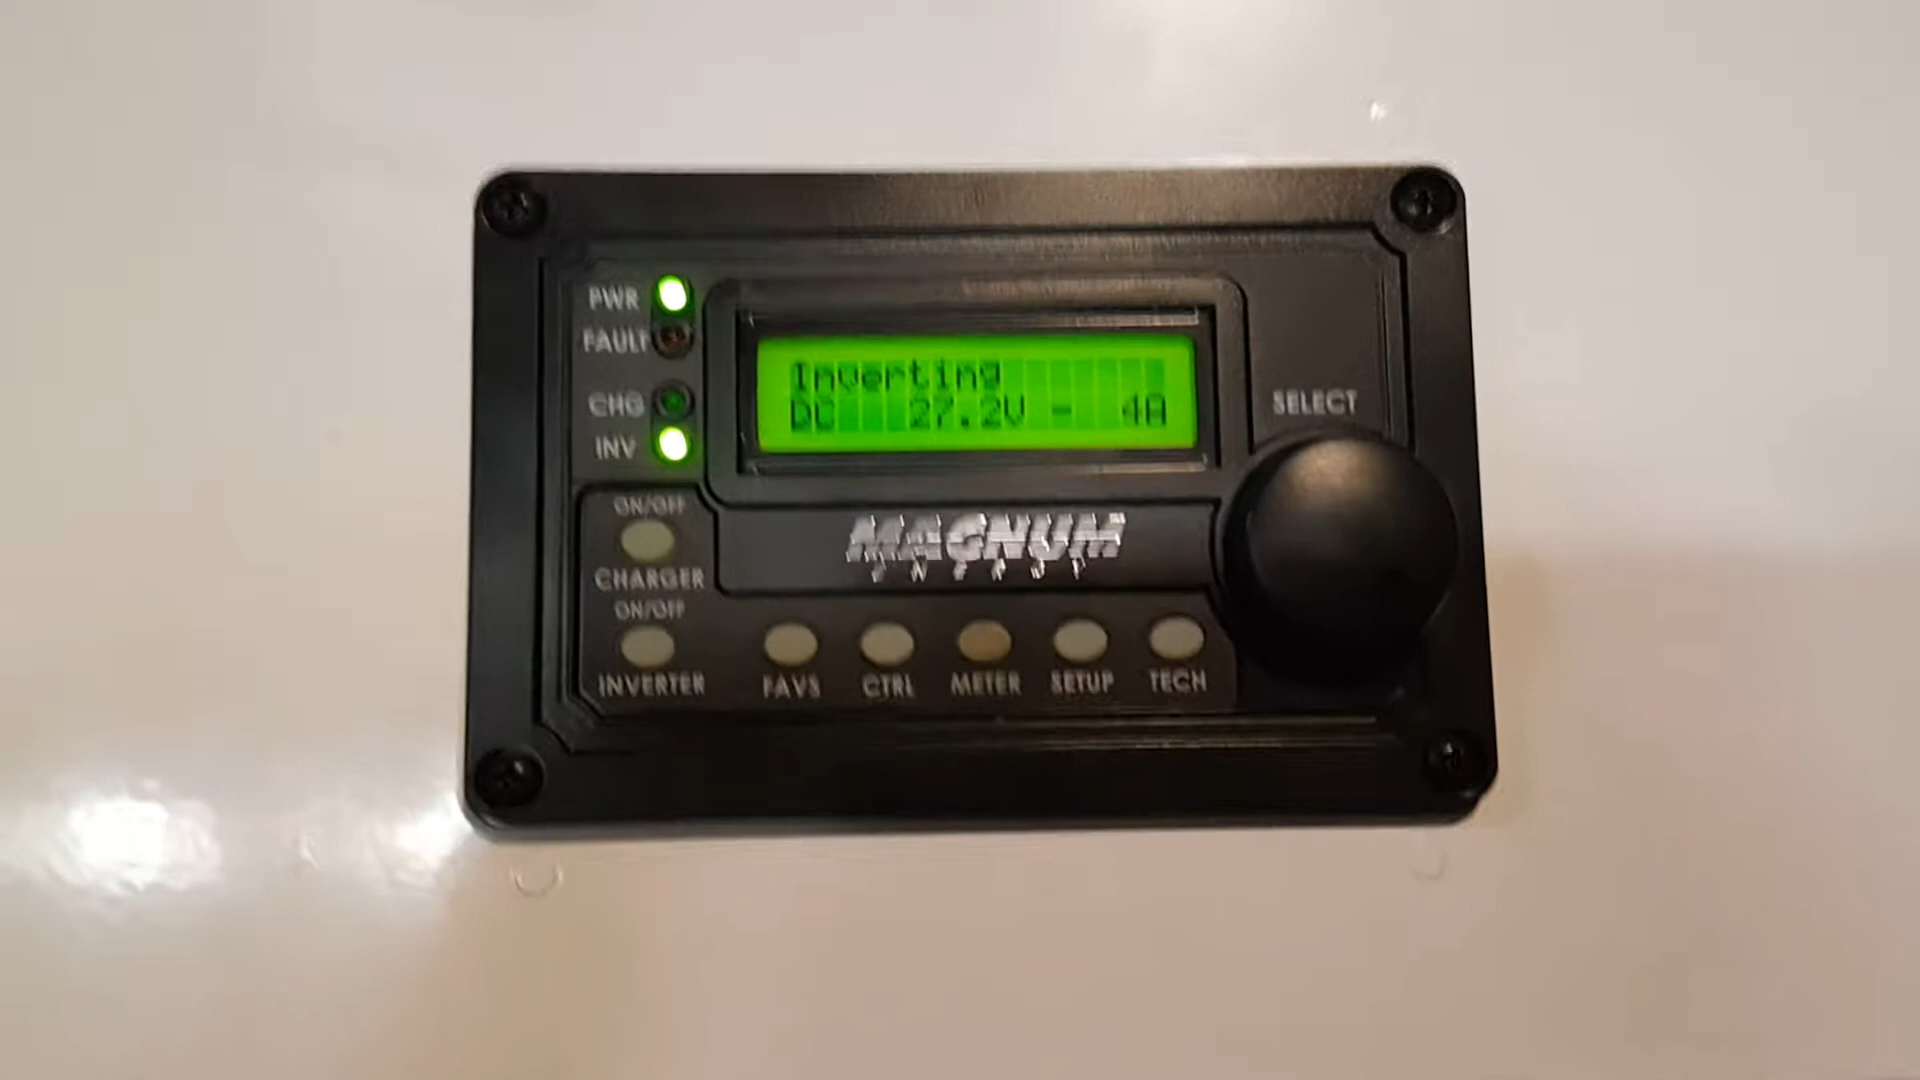 PWR
FAULT
CHG
INV
Inverting
DC 27.2V - 4A
SELECT
ON/OFF
CHARGER
ON/OFF
INVERTER
MAGNUM
ENERGY
FAVS
CTRL
METER
SETUP
TECH